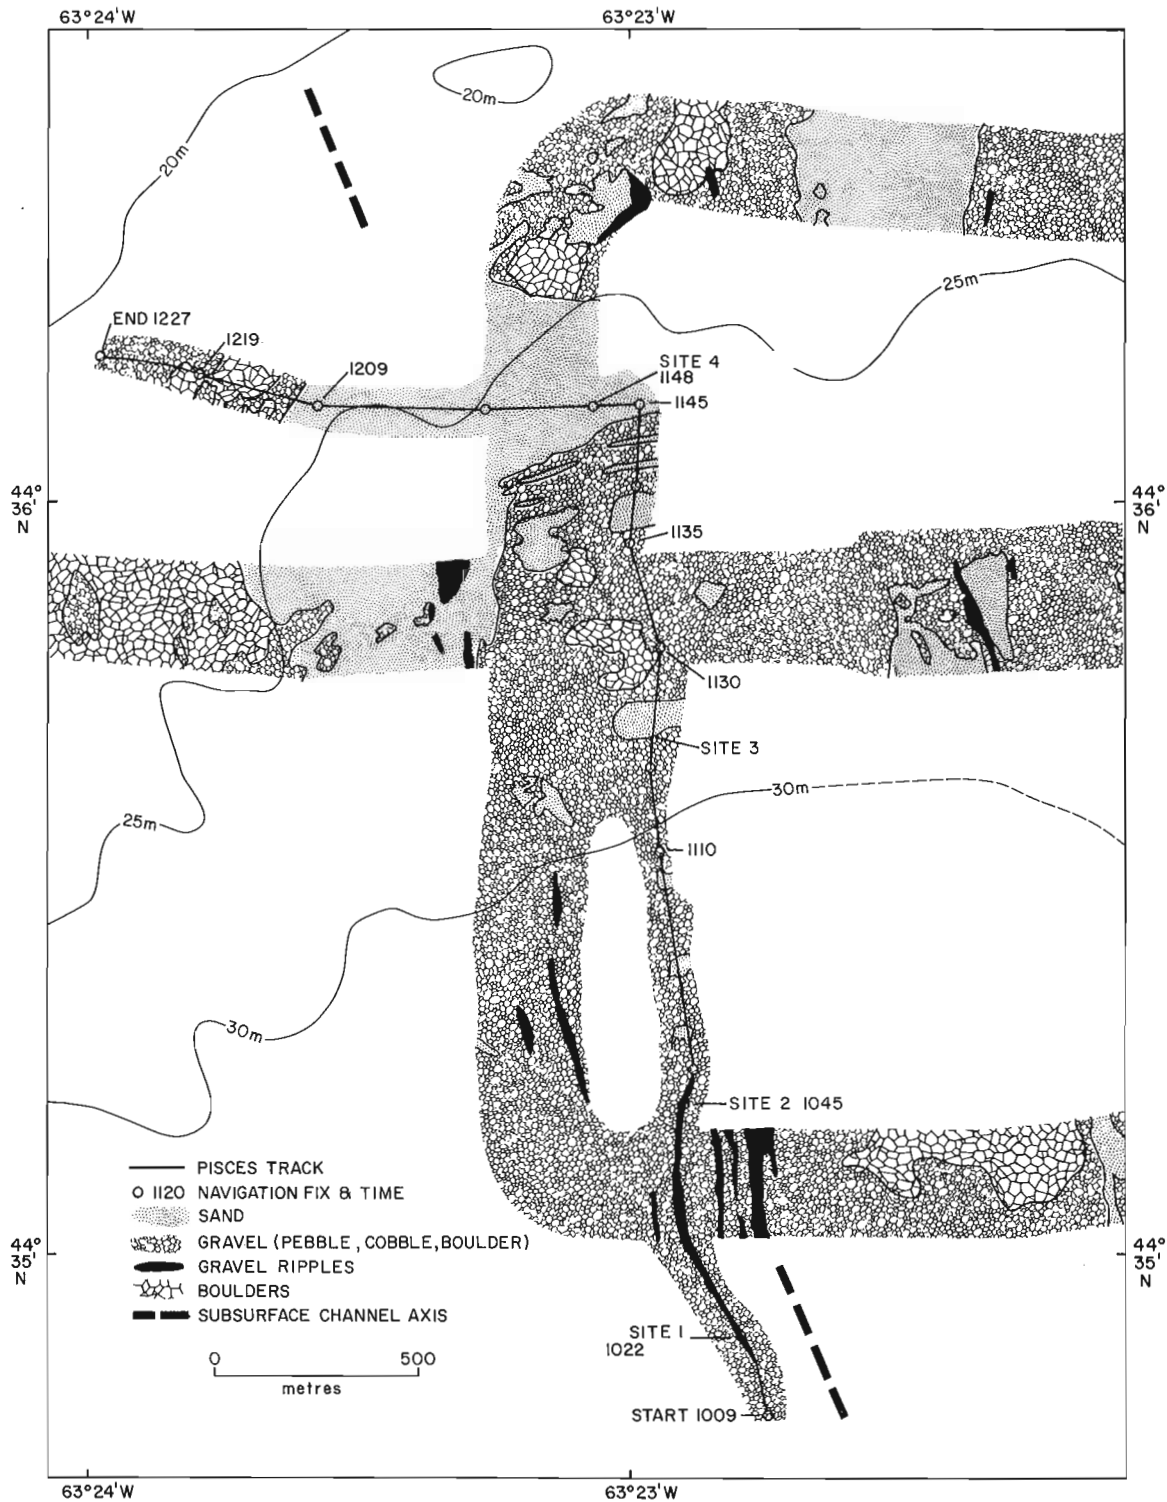 63°24'W
63°23'W
20m
20m
25m
END 1227
1219
1209
SITE 4
1148
1145
44°
36'
N
44°
36'
N
1135
1130
SITE 3
30m
25m
1110
30m
SITE 2 1045
PISCES TRACK
1120 NAVIGATION FIX & TIME
SAND
GRAVEL (PEBBLE, COBBLE, BOULDER)
GRAVEL RIPPLES
BOULDERS
SUBSURFACE CHANNEL AXIS
44°
35'
N
44°
35'
N
SITE 1
1022
0 500
metres
START 1009
63°24'W
63°23'W